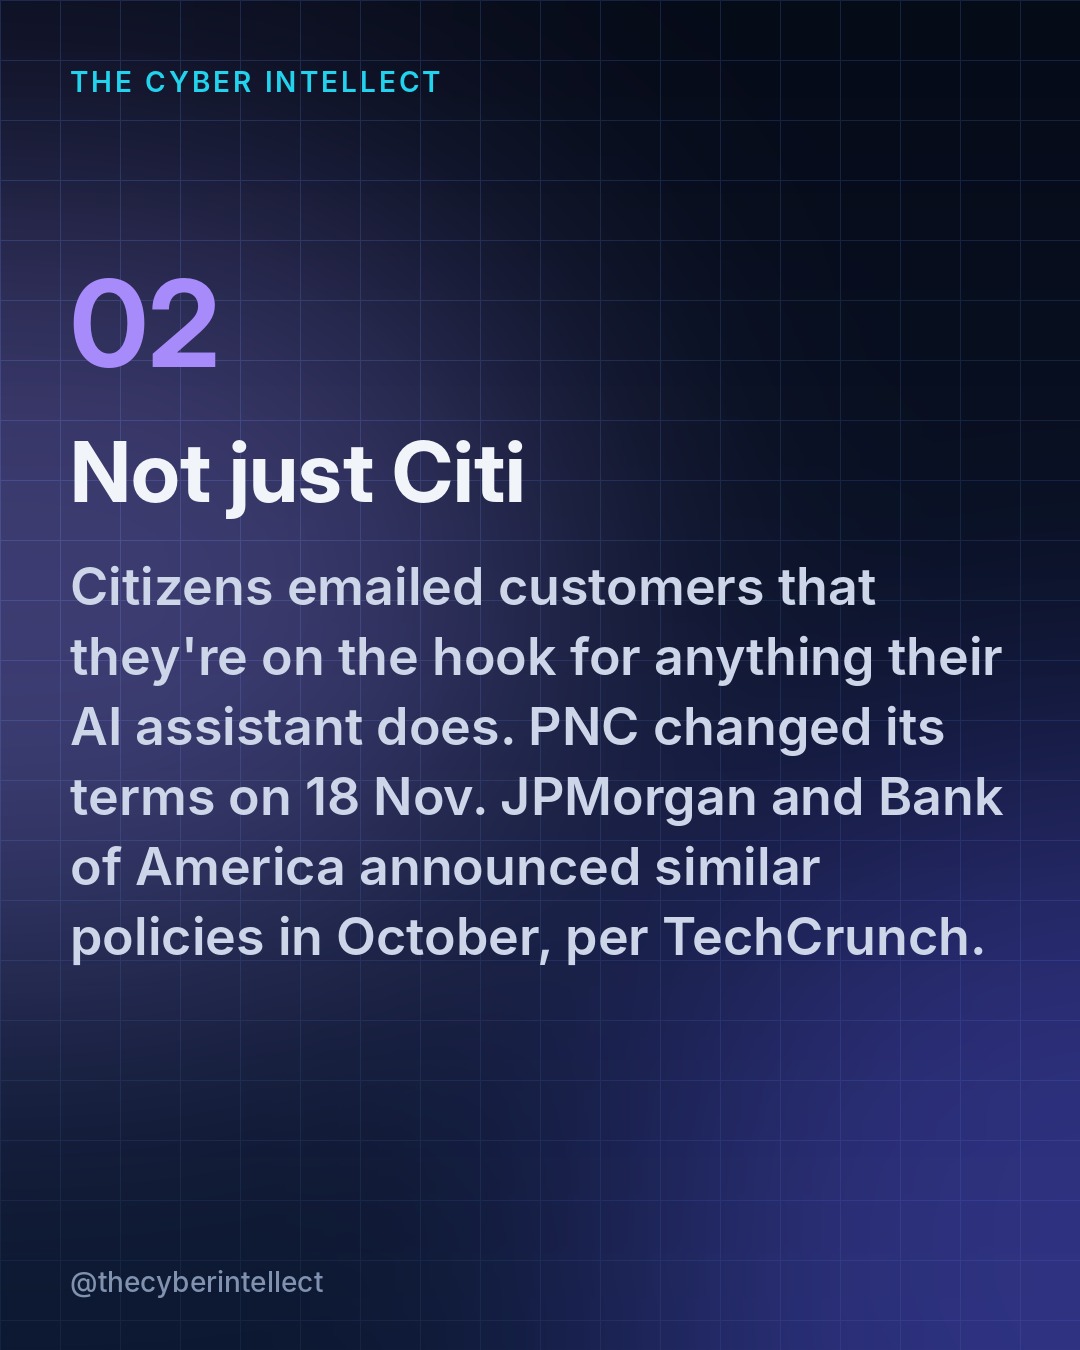 THE CYBER INTELLECT
02
Not just Citi
Citizens emailed customers that
they're on the hook for anything their
AI assistant does. PNC changed its
terms on 18 Nov. JPMorgan and Bank
of America announced similar
policies in October, per TechCrunch.
@thecyberintellect